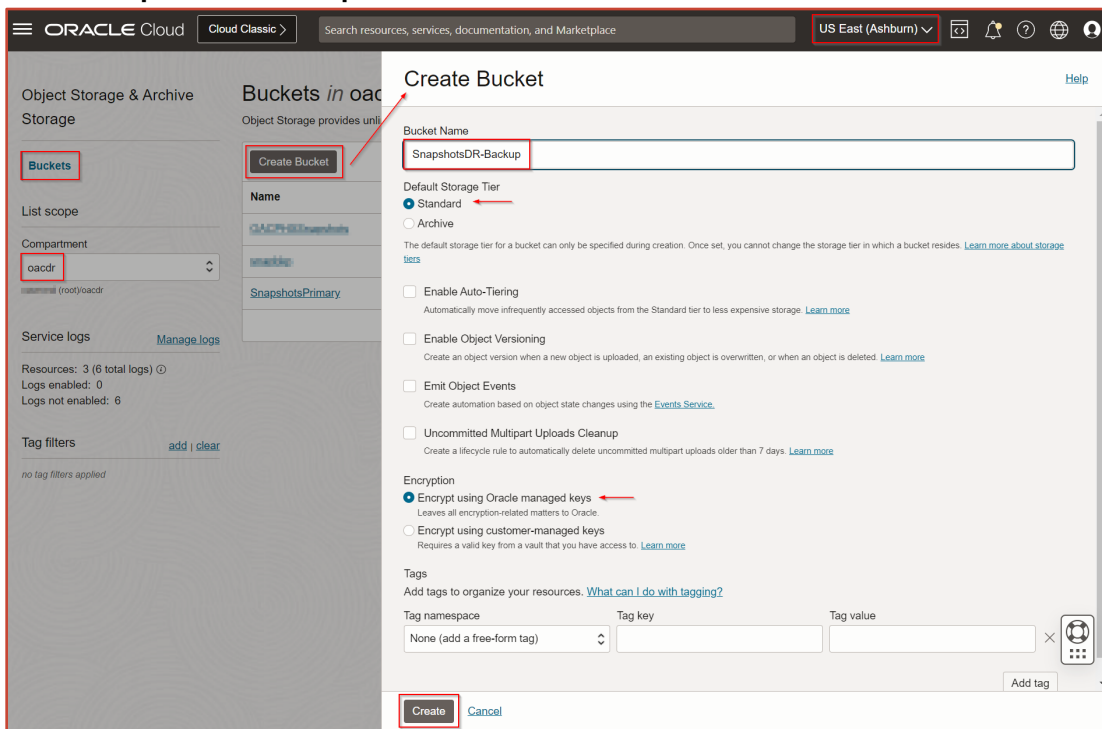 ORACLE Cloud
Cloud Classic >
Search resources, services, documentation, and Marketplace
US East (Ashburn)
Object Storage & Archive
Storage
Buckets
List scope
Compartment
oacdr
(root)/oacdr
Service logs
Manage logs
Resources: 3 (6 total logs)
Logs enabled: 0
Logs not enabled: 6
Tag filters
add | clear
no tag filters applied
Buckets in oac
Object Storage provides unli
Create Bucket
Name
SnapshotsPrimary
Create Bucket
Help
Bucket Name
SnapshotsDR-Backup
Default Storage Tier
Standard
Archive
The default storage tier for a bucket can only be specified during creation. Once set, you cannot change the storage tier in which a bucket resides. Learn more about storage
tiers
Enable Auto-Tiering
Automatically move infrequently accessed objects from the Standard tier to less expensive storage. Learn more
Enable Object Versioning
Create an object version when a new object is uploaded, an existing object is overwritten, or when an object is deleted. Learn more
Emit Object Events
Create automation based on object state changes using the Events Service.
Uncommitted Multipart Uploads Cleanup
Create a lifecycle rule to automatically delete uncommitted multipart uploads older than 7 days. Learn more
Encryption
Encrypt using Oracle managed keys
Leaves all encryption-related matters to Oracle.
Encrypt using customer-managed keys
Requires a valid key from a vault that you have access to. Learn more
Tags
Add tags to organize your resources. What can I do with tagging?
Tag namespace
Tag key
Tag value
None (add a free-form tag)
Add tag
Create
Cancel